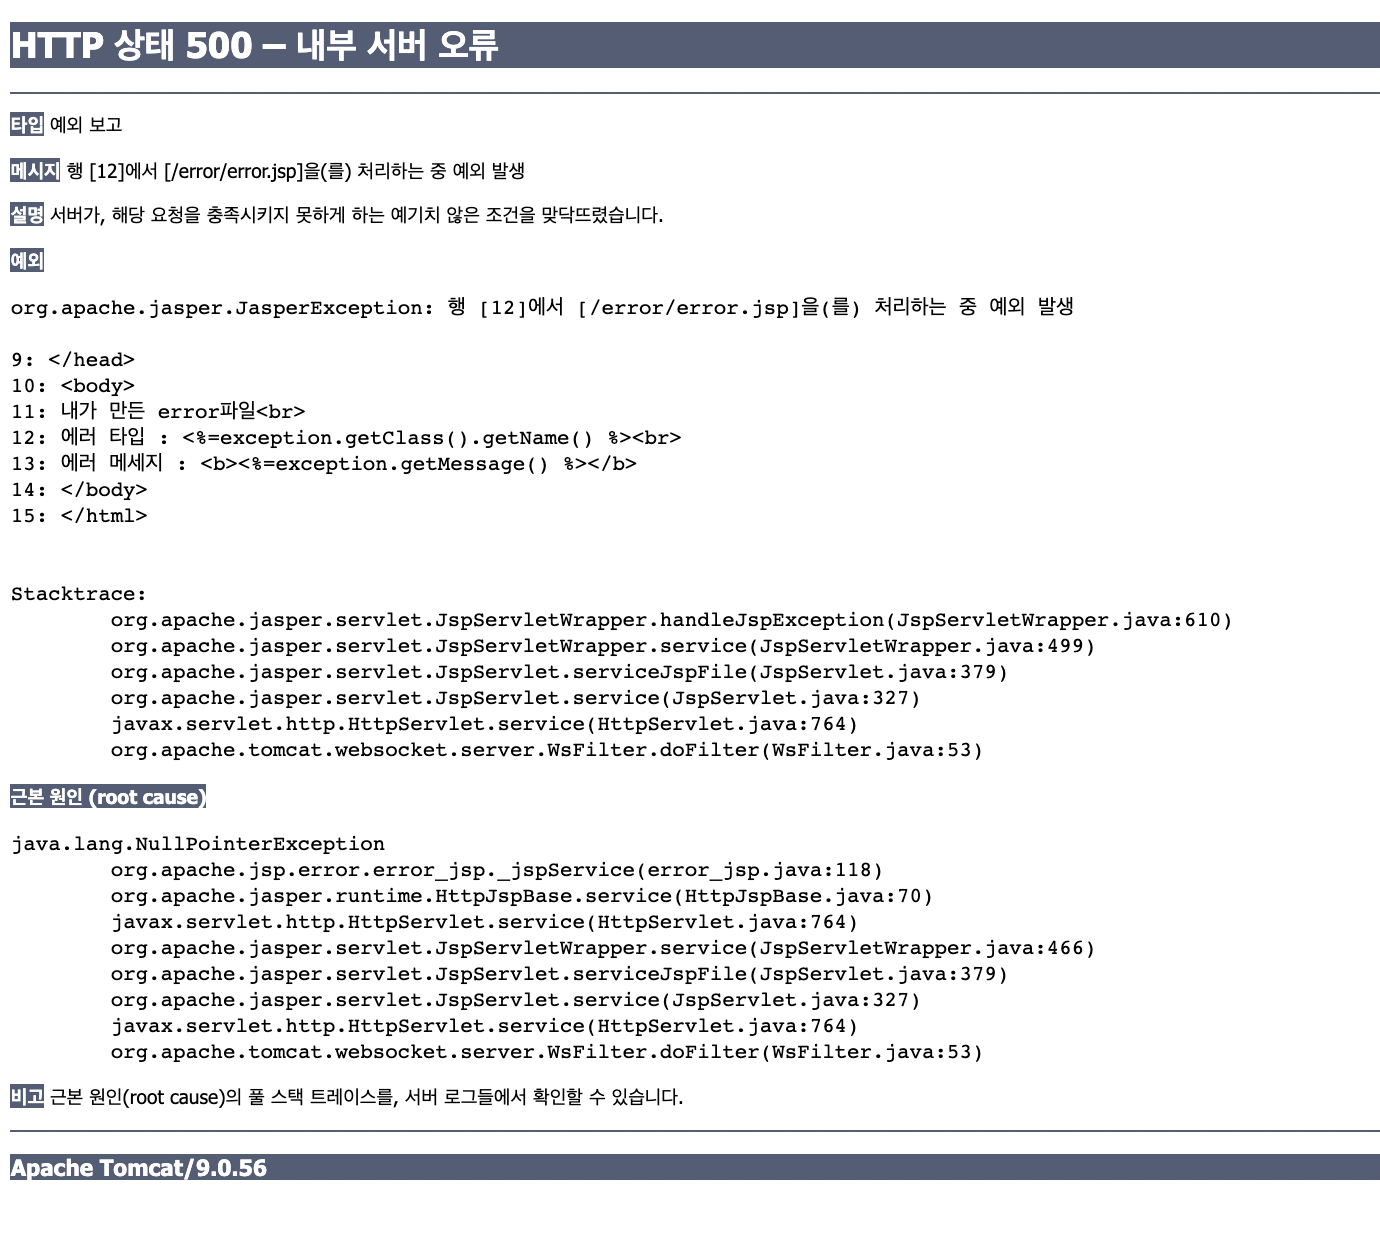 HTTP 상태 500 – 내부 서버 오류
타입 예외 보고
메시지 행 [12]에서 [/error/error.jsp]을(를) 처리하는 중 예외 발생
설명 서버가, 해당 요청을 충족시키지 못하게 하는 예기치 않은 조건을 맞닥뜨렸습니다.
예외
org.apache.jasper.JasperException: 행 [12]에서 [/error/error.jsp]을(를) 처리하는 중 예외 발생
9: </head>
10: <body>
11: 내가 만든 error파일<br>
12: 에러 타입 : <%=exception.getClass().getName() %><br>
13: 에러 메세지 : <b><%=exception.getMessage() %></b>
14: </body>
15: </html>
Stacktrace:
org.apache.jasper.servlet.JspServletWrapper.handleJspException(JspServletWrapper.java:610)
org.apache.jasper.servlet.JspServletWrapper.service(JspServletWrapper.java:499)
org.apache.jasper.servlet.JspServlet.serviceJspFile(JspServlet.java:379)
org.apache.jasper.servlet.JspServlet.service(JspServlet.java:327)
javax.servlet.http.HttpServlet.service(HttpServlet.java:764)
org.apache.tomcat.websocket.server.WsFilter.doFilter(WsFilter.java:53)
근본 원인 (root cause)
java.lang.NullPointerException
org.apache.jsp.error.error_jsp._jspService(error_jsp.java:118)
org.apache.jasper.runtime.HttpJspBase.service(HttpJspBase.java:70)
javax.servlet.http.HttpServlet.service(HttpServlet.java:764)
org.apache.jasper.servlet.JspServletWrapper.service(JspServletWrapper.java:466)
org.apache.jasper.servlet.JspServlet.serviceJspFile(JspServlet.java:379)
org.apache.jasper.servlet.JspServlet.service(JspServlet.java:327)
javax.servlet.http.HttpServlet.service(HttpServlet.java:764)
org.apache.tomcat.websocket.server.WsFilter.doFilter(WsFilter.java:53)
비고 근본 원인(root cause)의 풀 스택 트레이스를, 서버 로그들에서 확인할 수 있습니다.
Apache Tomcat/9.0.56